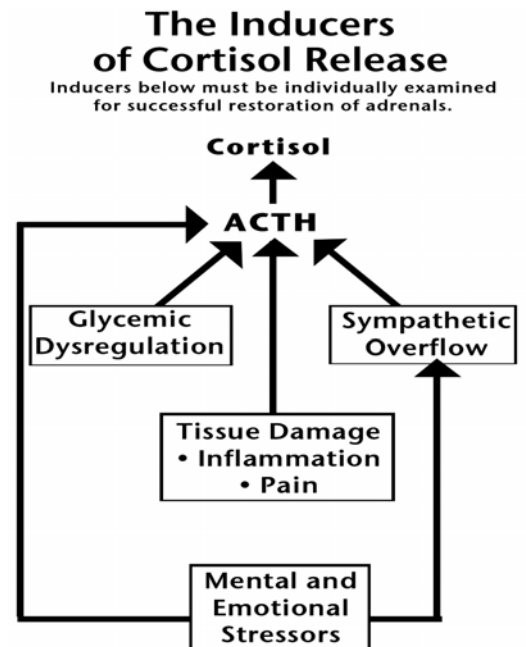 The Inducers
of Cortisol Release
Inducers below must be individually examined
for successful restoration of adrenals.
Cortisol
ACTH
Glycemic
Dysregulation
Sympathetic
Overflow
Tissue Damage
• Inflammation
• Pain
Mental and
Emotional
Stressors